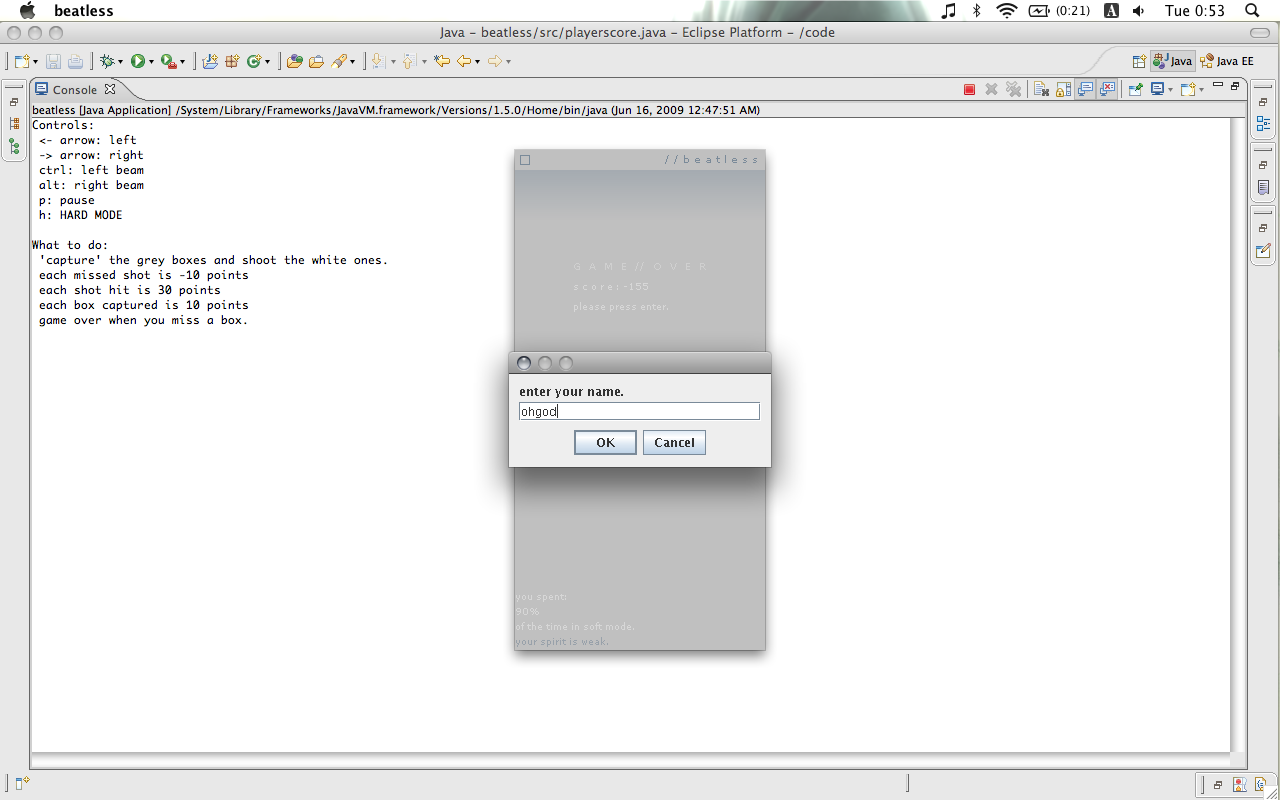 beatless
(0:21)
A
Tue 0:53
Java – beatless/src/playerscore.java – Eclipse Platform – /code
Java
Java EE
Console
beatless [Java Application] /System/Library/Frameworks/JavaVM.framework/Versions/1.5.0/Home/bin/java (Jun 16, 2009 12:47:51 AM)
Controls:
<- arrow: left
-> arrow: right
ctrl: left beam
alt: right beam
p: pause
h: HARD MODE
What to do:
'capture' the grey boxes and shoot the white ones.
each missed shot is -10 points
each shot hit is 30 points
each box captured is 10 points
game over when you miss a box.
//beatless
GAME//OVER
score:-155
please press enter.
enter your name.
ohgod
OK
Cancel
you spent:
90%
of the time in soft mode.
your spirit is weak.